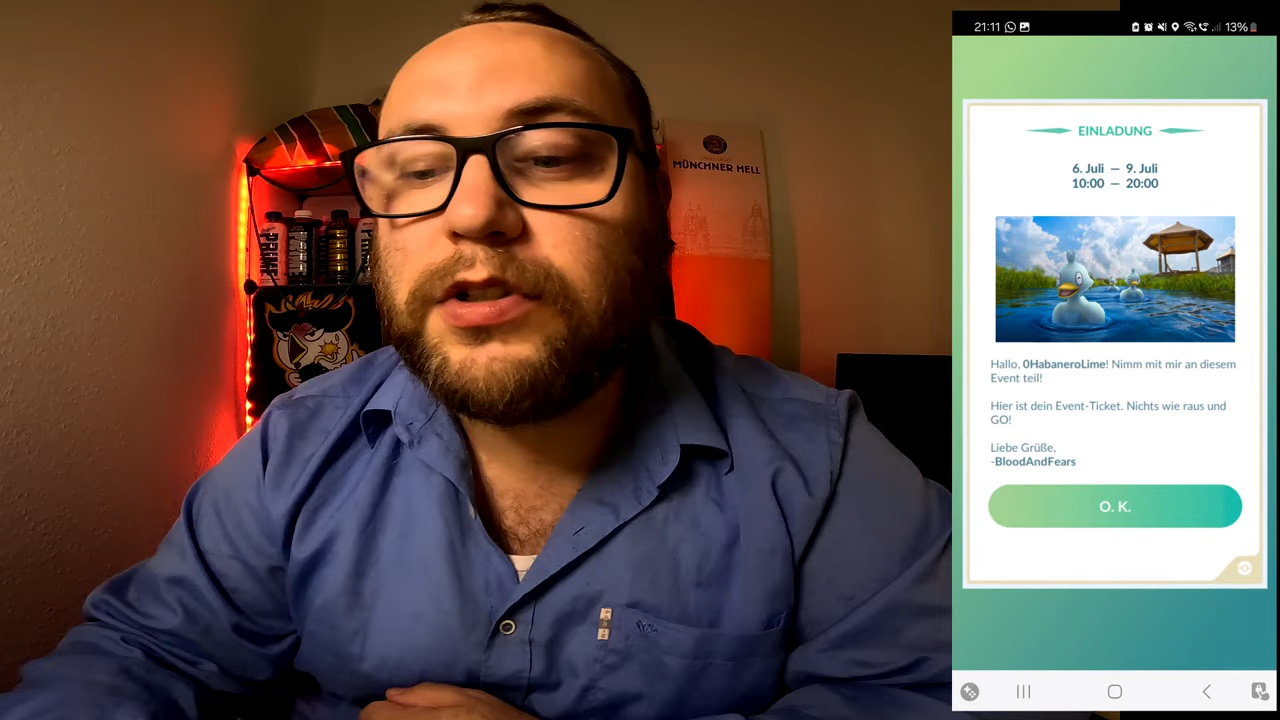 21:11
13%
EINLADUNG
6. Juli — 9. Juli
10:00 — 20:00
Hallo, 0HabaneroLime! Nimm mit mir an diesem
Event teil!
Hier ist dein Event-Ticket. Nichts wie raus und
GO!
Liebe Grüße,
-BloodAndFears
O. K.
MÜNCHNER HELL
PRIME